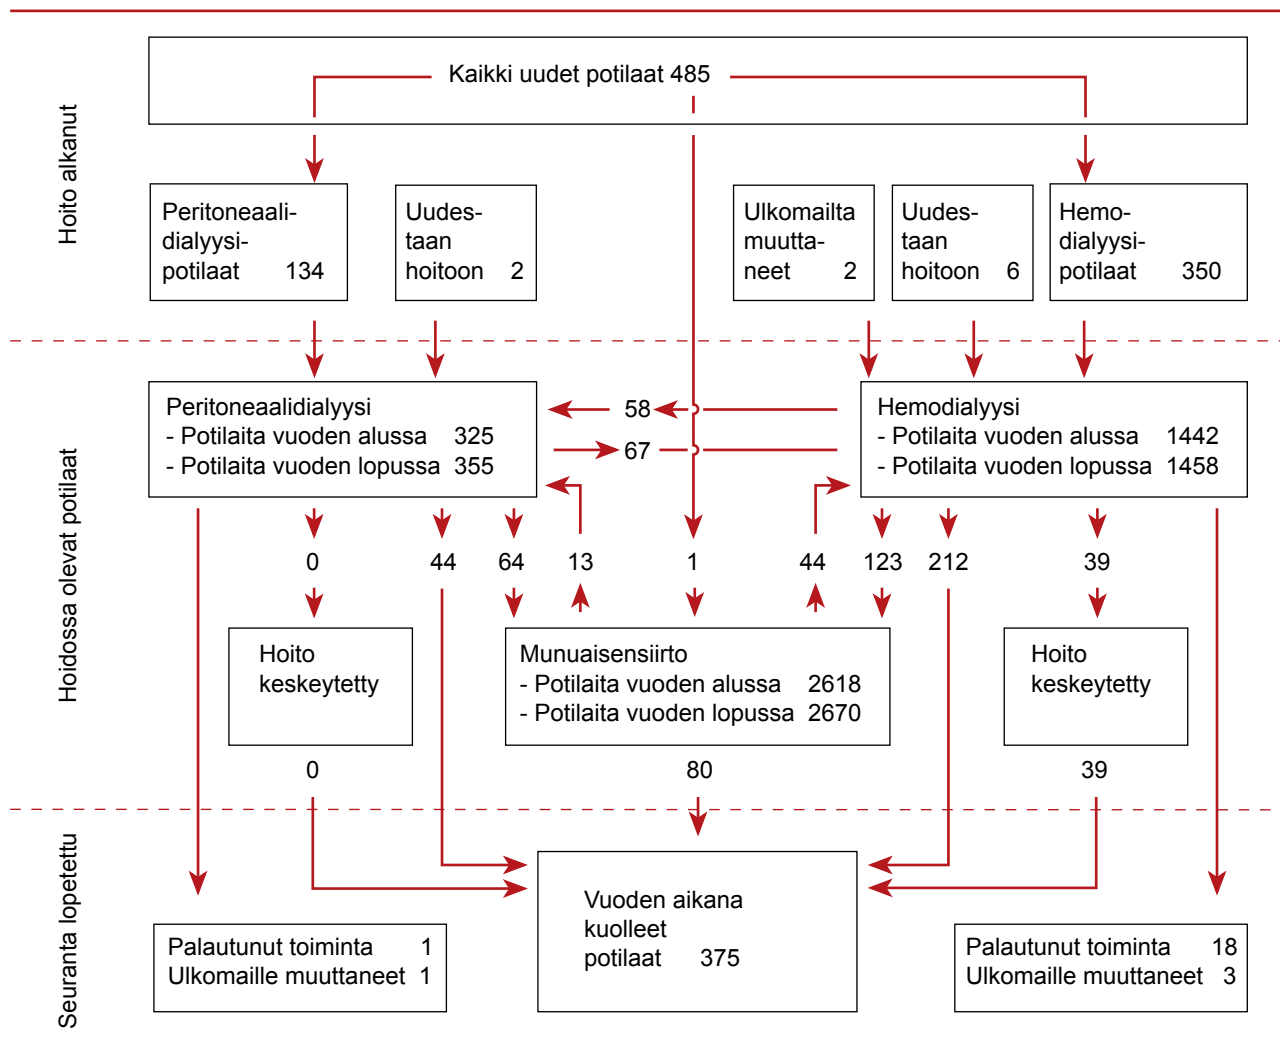 Kaikki uudet potilaat 485
Hoito alkanut
Peritoneaali-
dialyysi-
potilaat 134
Uudes-
taan
hoitoon 2
Ulkomailta
muutta-
neet 2
Uudes-
taan
hoitoon 6
Hemo-
dialyysi-
potilaat 350
Hoidossa olevat potilaat
Peritoneaalidialyysi
- Potilaita vuoden alussa 325
- Potilaita vuoden lopussa 355
58
67
Hemodialyysi
- Potilaita vuoden alussa 1442
- Potilaita vuoden lopussa 1458
0
44
64
13
1
44
123
212
39
Hoito
keskeytetty
Munuaisensiirto
- Potilaita vuoden alussa 2618
- Potilaita vuoden lopussa 2670
Hoito
keskeytetty
0
80
39
Seuranta lopetettu
Palautunut toiminta 1
Ulkomaille muuttaneet 1
Vuoden aikana
kuolleet
potilaat 375
Palautunut toiminta 18
Ulkomaille muuttaneet 3